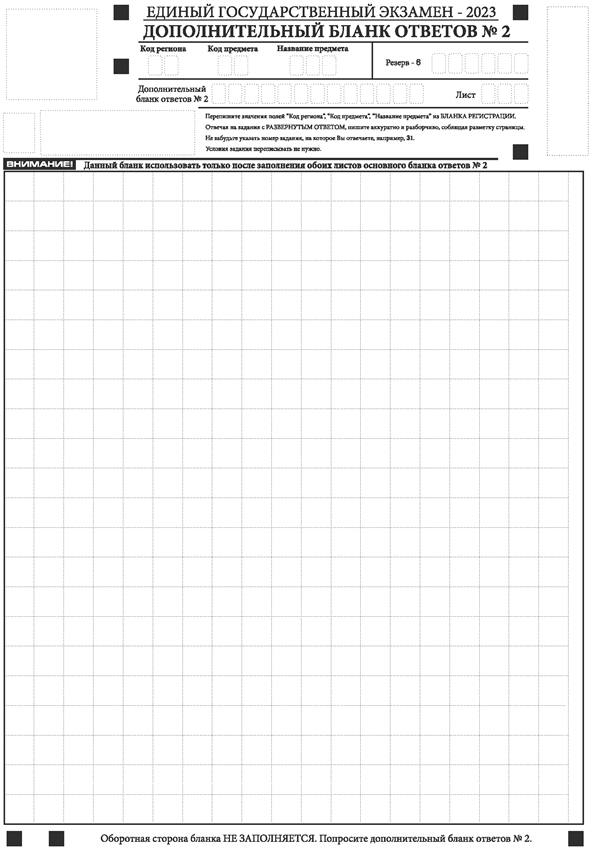 ЕДИНЫЙ ГОСУДАРСТВЕННЫЙ ЭКЗАМЕН - 2023
ДОПОЛНИТЕЛЬНЫЙ БЛАНК ОТВЕТОВ № 2
Код региона Код предмета Название предмета
Резерв - 6
Дополнительный
бланк ответов № 2
Лист
Перепишите значения полей "Код региона", "Код предмета", "Название предмета" из БЛАНКА РЕГИСТРАЦИИ.
Отвечая на задания с РАЗВЕРНУТЫМ ОТВЕТОМ, пишите аккуратно и разборчиво, соблюдая разметку страницы.
Не забудьте указать номер задания, на которое Вы отвечаете, например, 31.
Условия задания переписывать не нужно.
ВНИМАНИЕ! Данный бланк использовать только после заполнения обоих листов основного бланка ответов № 2
Оборотная сторона бланка НЕ ЗАПОЛНЯЕТСЯ. Попросите дополнительный бланк ответов № 2.